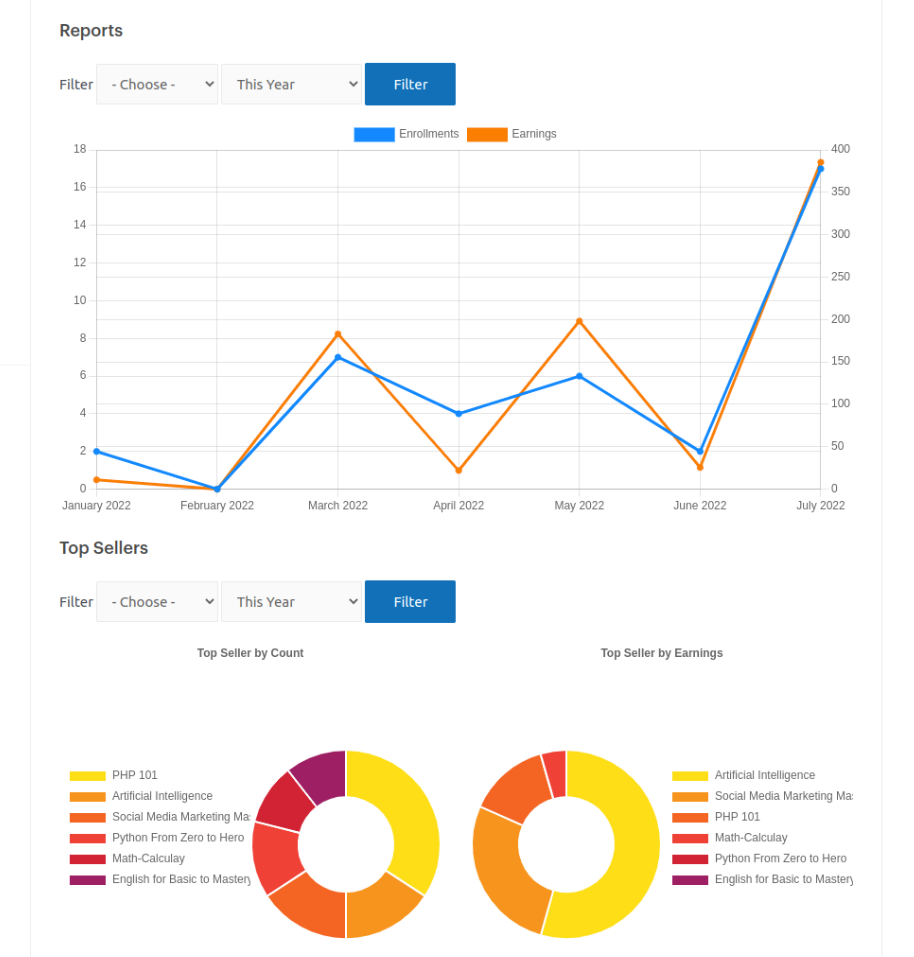 Reports
Filter - Choose - This Year Filter
Enrollments Earnings
18 400
16 350
14 300
12 250
10 200
8 150
6 100
4 50
2 0
0
January 2022 February 2022 March 2022 April 2022 May 2022 June 2022 July 2022
Top Sellers
Filter - Choose - This Year Filter
Top Seller by Count Top Seller by Earnings
PHP 101 Artificial Intelligence
Artificial Intelligence Social Media Marketing Ma
Social Media Marketing Ma PHP 101
Python From Zero to Hero Math-Calculay
Math-Calculay Python From Zero to Hero
English for Basic to Mastery English for Basic to Mastery